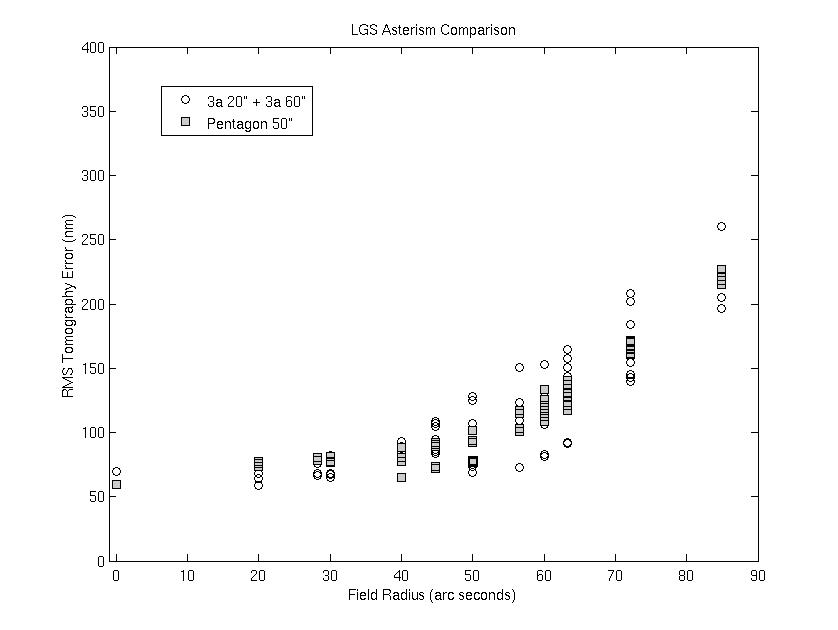 LGS Asterism Comparison
400
350
300
250
200
150
100
50
0
RMS Tomography Error (nm)
3a 20" + 3a 60"
Pentagon 50"
0 10 20 30 40 50 60 70 80 90
Field Radius (arc seconds)